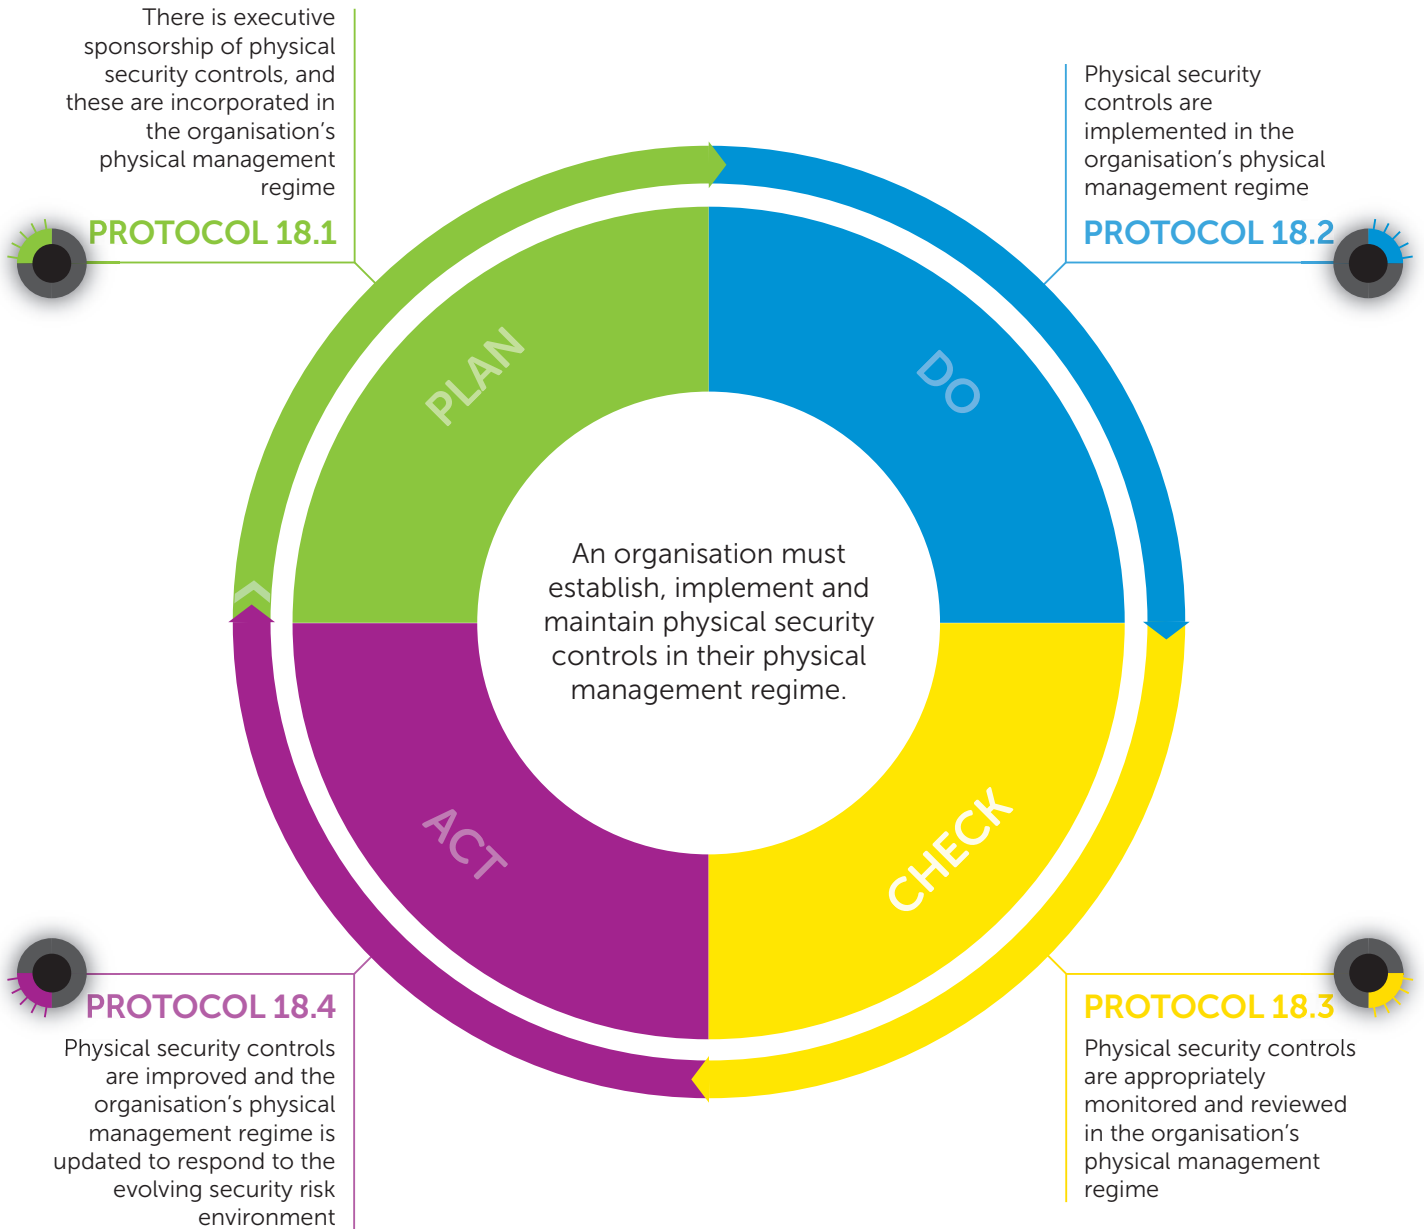 There is executive
sponsorship of physical
security controls, and
these are incorporated in
the organisation’s
physical management
regime
PROTOCOL 18.1
Physical security
controls are
implemented in the
organisation’s physical
management regime
PROTOCOL 18.2
PLAN
DO
An organisation must
establish, implement and
maintain physical security
controls in their physical
management regime.
ACT
CHECK
PROTOCOL 18.4
Physical security controls
are improved and the
organisation’s physical
management regime is
updated to respond to the
evolving security risk
environment
PROTOCOL 18.3
Physical security controls
are appropriately
monitored and reviewed
in the organisation’s
physical management
regime